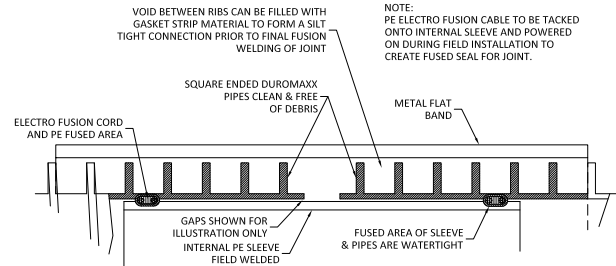 VOID BETWEEN RIBS CAN BE FILLED WITH
GASKET STRIP MATERIAL TO FORM A SILT
TIGHT CONNECTION PRIOR TO FINAL FUSION
WELDING OF JOINT
NOTE:
PE ELECTRO FUSION CABLE TO BE TACKED
ONTO INTERNAL SLEEVE AND POWERED
ON DURING FIELD INSTALLATION TO
CREATE FUSED SEAL FOR JOINT.
SQUARE ENDED DUROMAXX
PIPES CLEAN & FREE
OF DEBRIS
METAL FLAT
BAND
ELECTRO FUSION CORD
AND PE FUSED AREA
GAPS SHOWN FOR
ILLUSTRATION ONLY
INTERNAL PE SLEEVE
FIELD WELDED
FUSED AREA OF SLEEVE
& PIPES ARE WATERTIGHT